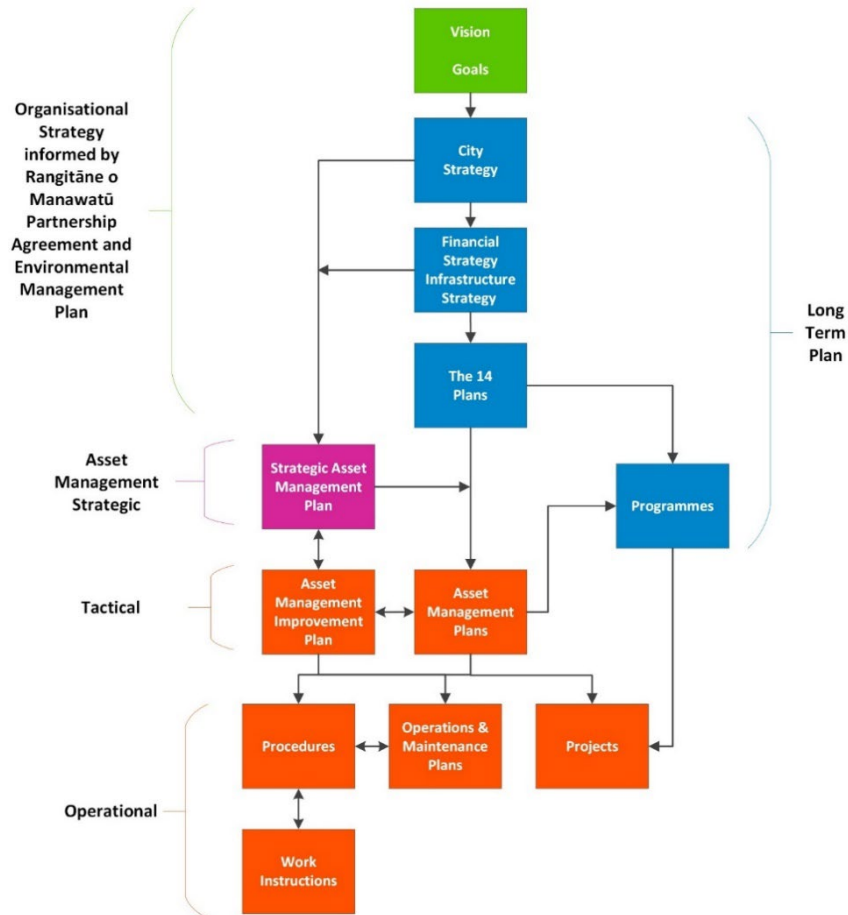 Vision
Goals
Organisational
Strategy
informed by
Rangitāne o
Manawatū
Partnership
Agreement and
Environmental
Management
Plan
City
Strategy
Financial
Strategy
Infrastructure
Strategy
Long
Term
Plan
The 14
Plans
Asset
Management
Strategic
Strategic Asset
Management
Plan
Programmes
Tactical
Asset
Management
Improvement
Plan
Asset
Management
Plans
Operational
Procedures
Operations &
Maintenance
Plans
Projects
Work
Instructions